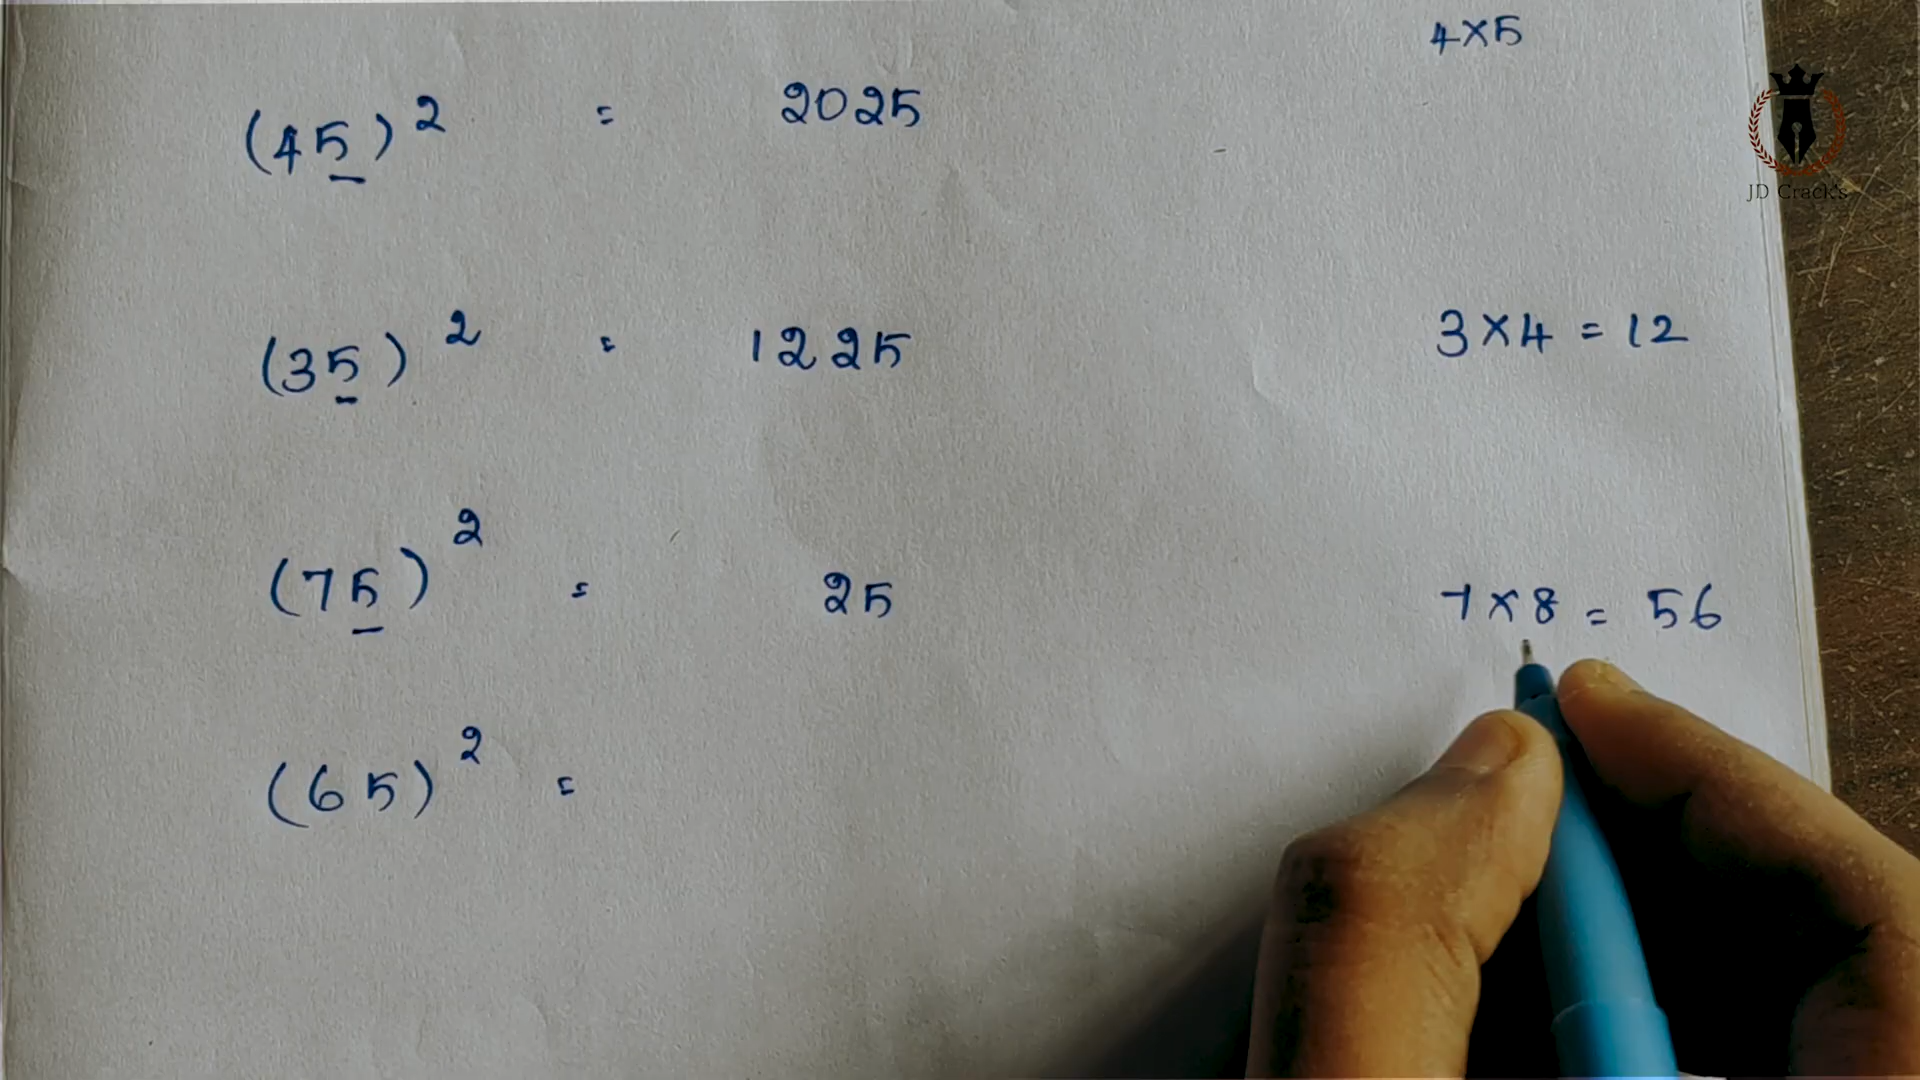 4×5
(45)² = 2025
JD Crack's
(35)² = 1225 3×4 = 12
(75)² = 25 7×8 = 56
(65)² =